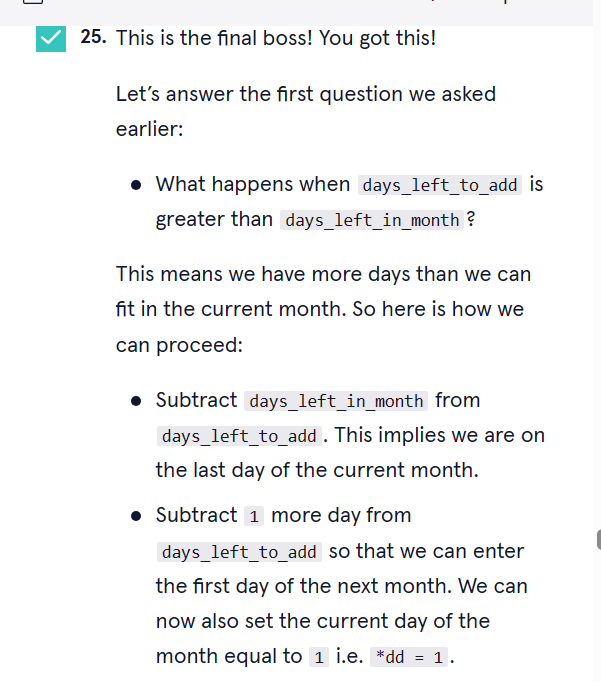 25. This is the final boss! You got this!
Let’s answer the first question we asked
earlier:
● What happens when days_left_to_add is
greater than days_left_in_month ?
This means we have more days than we can
fit in the current month. So here is how we
can proceed:
● Subtract days_left_in_month from
days_left_to_add . This implies we are on
the last day of the current month.
● Subtract 1 more day from
days_left_to_add so that we can enter
the first day of the next month. We can
now also set the current day of the
month equal to 1 i.e. *dd = 1 .